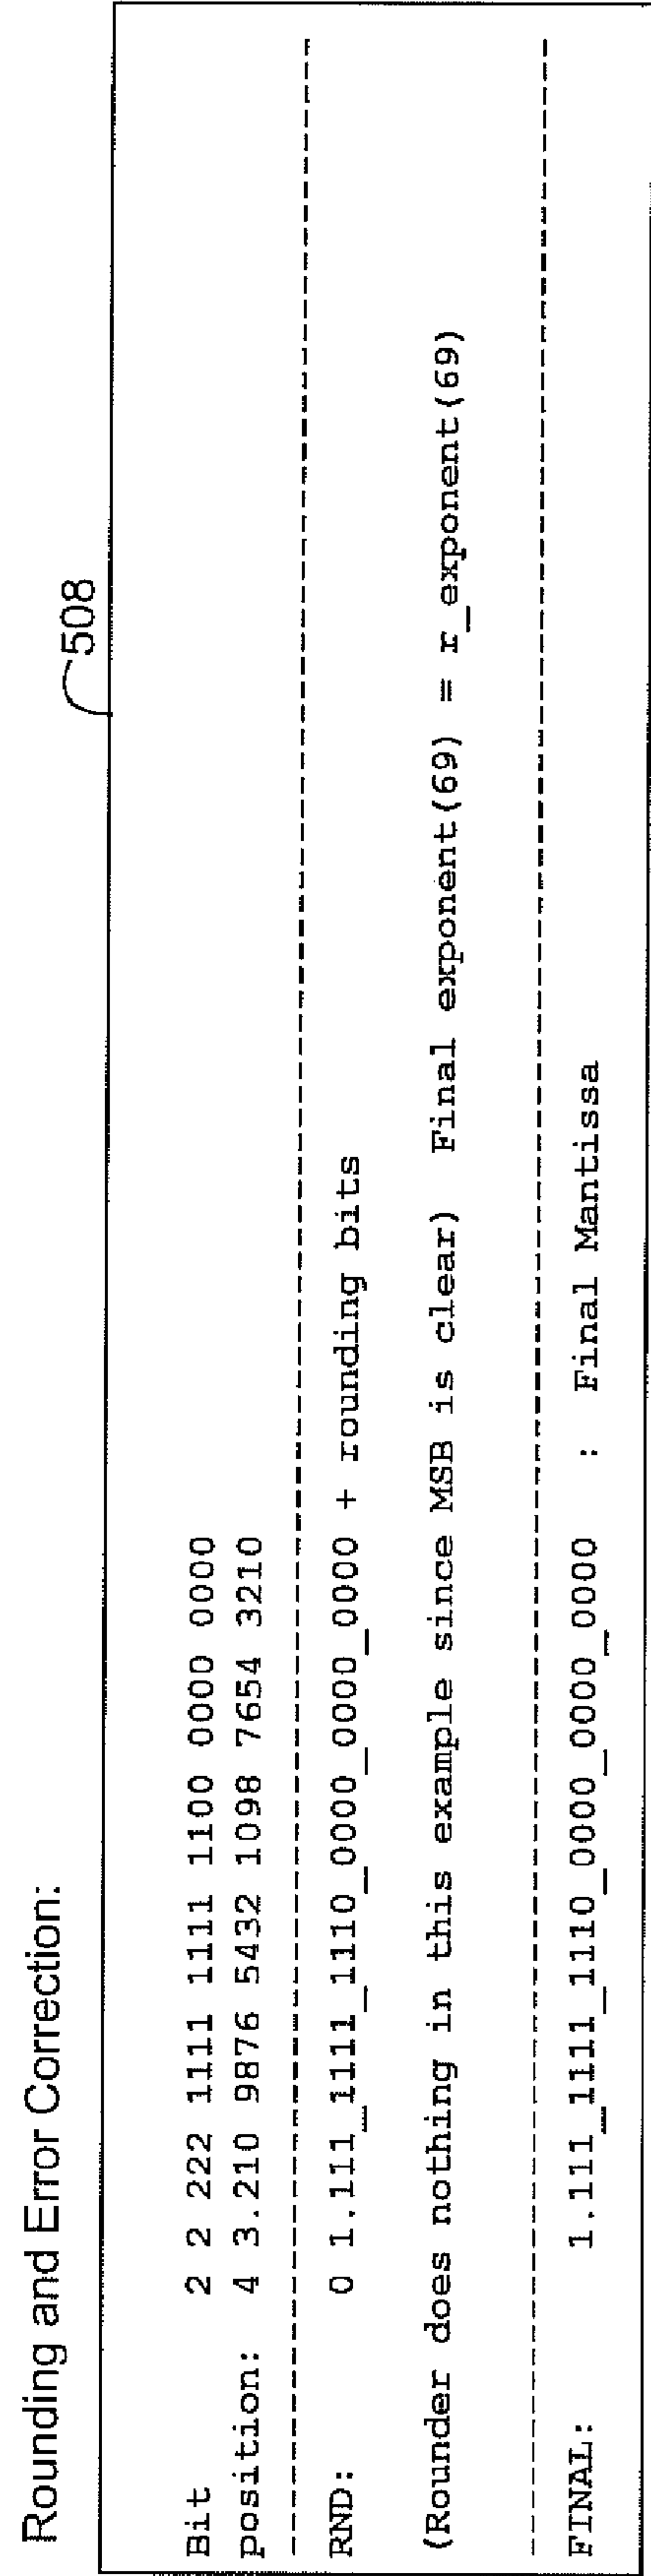 Rounding and Error Correction:
508
Bit 2 2 222 1111 1111 1100 0000 0000
position: 4 3.210 9876 5432 1098 7654 3210
RND: 0 1.111_1111_1110_0000_0000_0000 + rounding bits
(Rounder does nothing in this example since MSB is clear) Final exponent(69) = r_exponent(69)
FINAL: 1.111_1111_1110_0000_0000_0000 : Final Mantissa